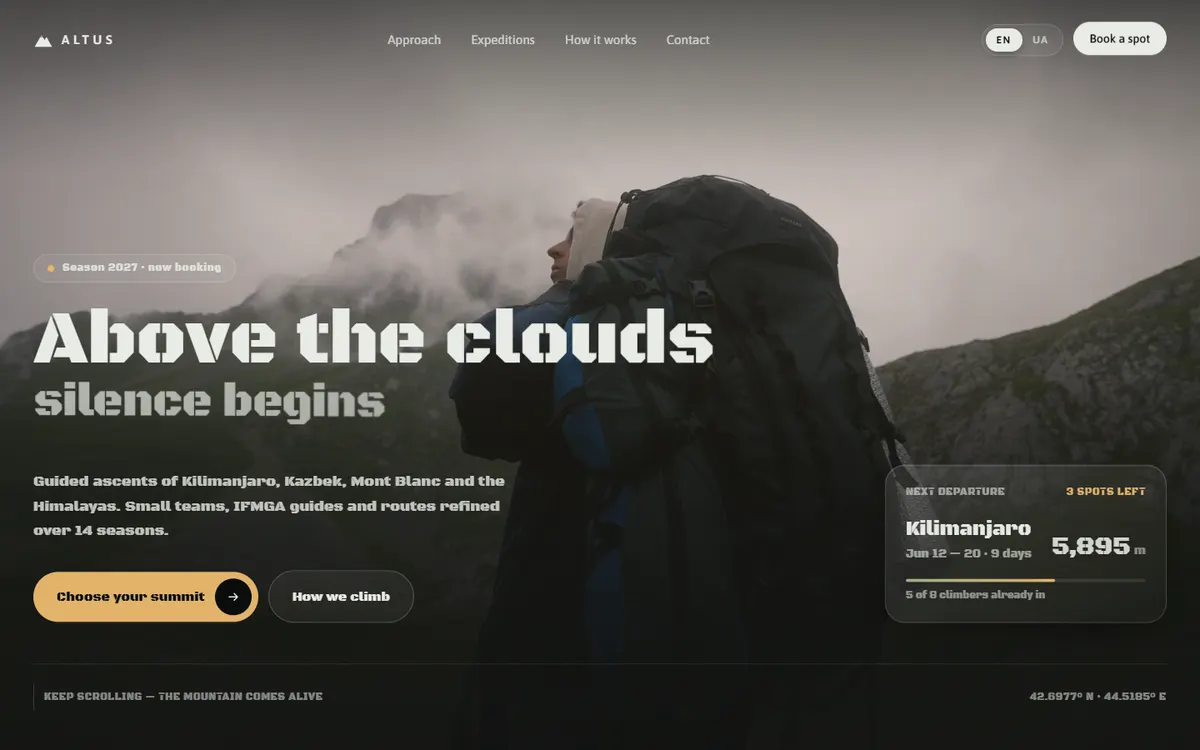 ALTUS
Approach
Expeditions
How it works
Contact
EN
UA
Book a spot
Season 2027 · now booking
Above the clouds
silence begins
Guided ascents of Kilimanjaro, Kazbek, Mont Blanc and the
Himalayas. Small teams, IFMGA guides and routes refined
over 14 seasons.
Choose your summit →
How we climb
NEXT DEPARTURE
3 SPOTS LEFT
Kilimanjaro
Jun 12 — 20 · 9 days
5,895 m
5 of 8 climbers already in
KEEP SCROLLING — THE MOUNTAIN COMES ALIVE
42.6977° N · 44.5185° E